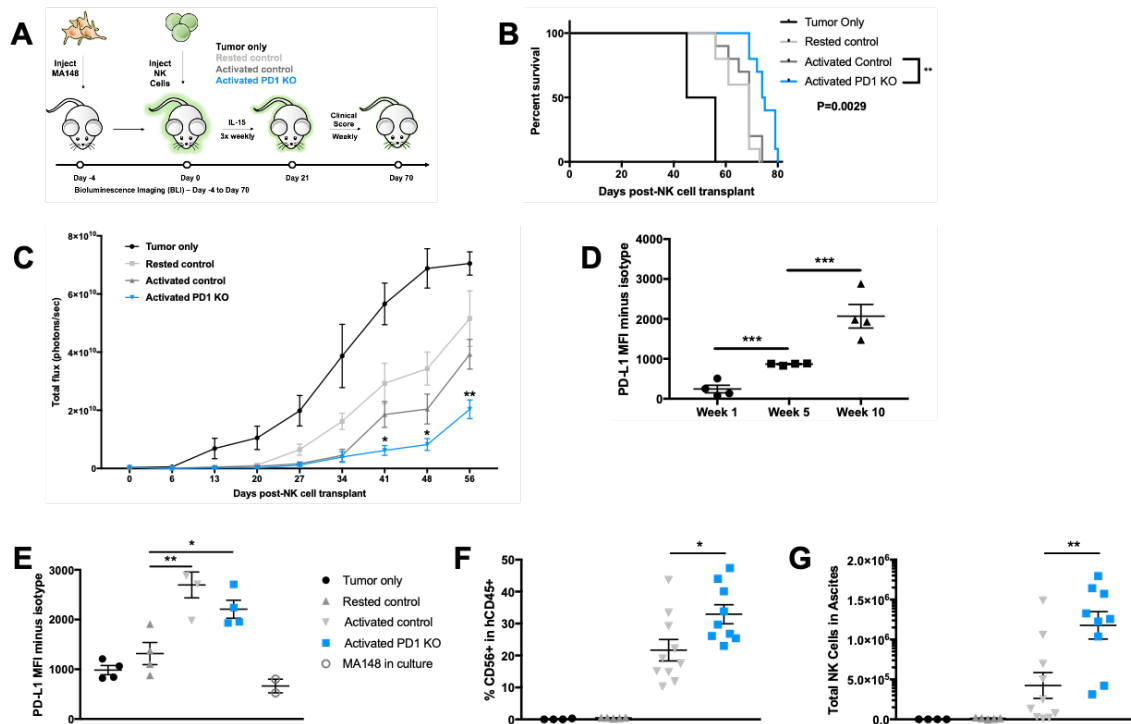 A
Inject
MA148
Inject
NK
Cells
Tumor only
Rested control
Activated control
Activated PD1 KO
IL-15
3x weekly
Clinical
Score
Weekly
Day -4
Day 0
Day 21
Day 70
Bioluminescence Imaging (BLI) – Day -4 to Day 70
B
Percent survival
100
50
0
0 20 40 60 80
Days post-NK cell transplant
Tumor Only
Rested control
Activated Control
Activated PD1 KO
**
P=0.0029
C
Total flux (photons/sec)
8×10¹⁰
6×10¹⁰
4×10¹⁰
2×10¹⁰
0
0 6 13 20 27 34 41 48 56
Days post-NK cell transplant
Tumor only
Rested control
Activated control
Activated PD1 KO
* * **
D
PD-L1 MFI minus isotype
4000
3000
2000
1000
0
*** ***
Week 1 Week 5 Week 10
E
PD-L1 MFI minus isotype
3000
2000
1000
0
*
**
Tumor only
Rested control
Activated control
Activated PD1 KO
MA148 in culture
F
% CD56+ in hCD45+
50
40
30
20
10
0
*
G
Total NK Cells in Ascites
2.0×10⁶
1.5×10⁶
1.0×10⁶
5.0×10⁵
0.0
**